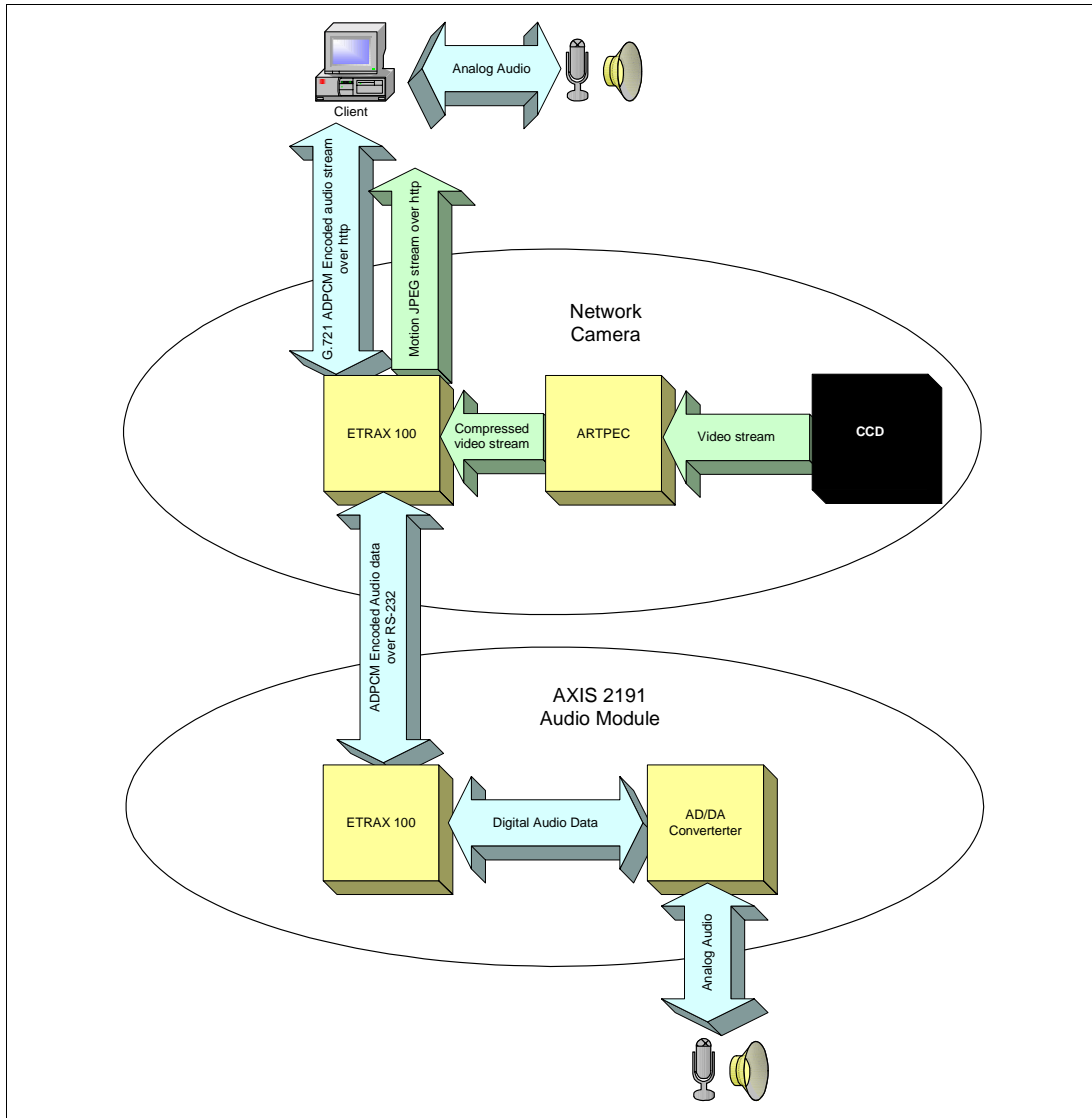 Analog Audio
Client
G.721 ADPCM Encoded audio stream
over http
Motion JPEG stream over http
Network
Camera
ETRAX 100
Compressed
video stream
ARTPEC
Video stream
CCD
ADPCM Encoded Audio data
over RS-232
AXIS 2191
Audio Module
ETRAX 100
Digital Audio Data
AD/DA
Converterter
Analog Audio